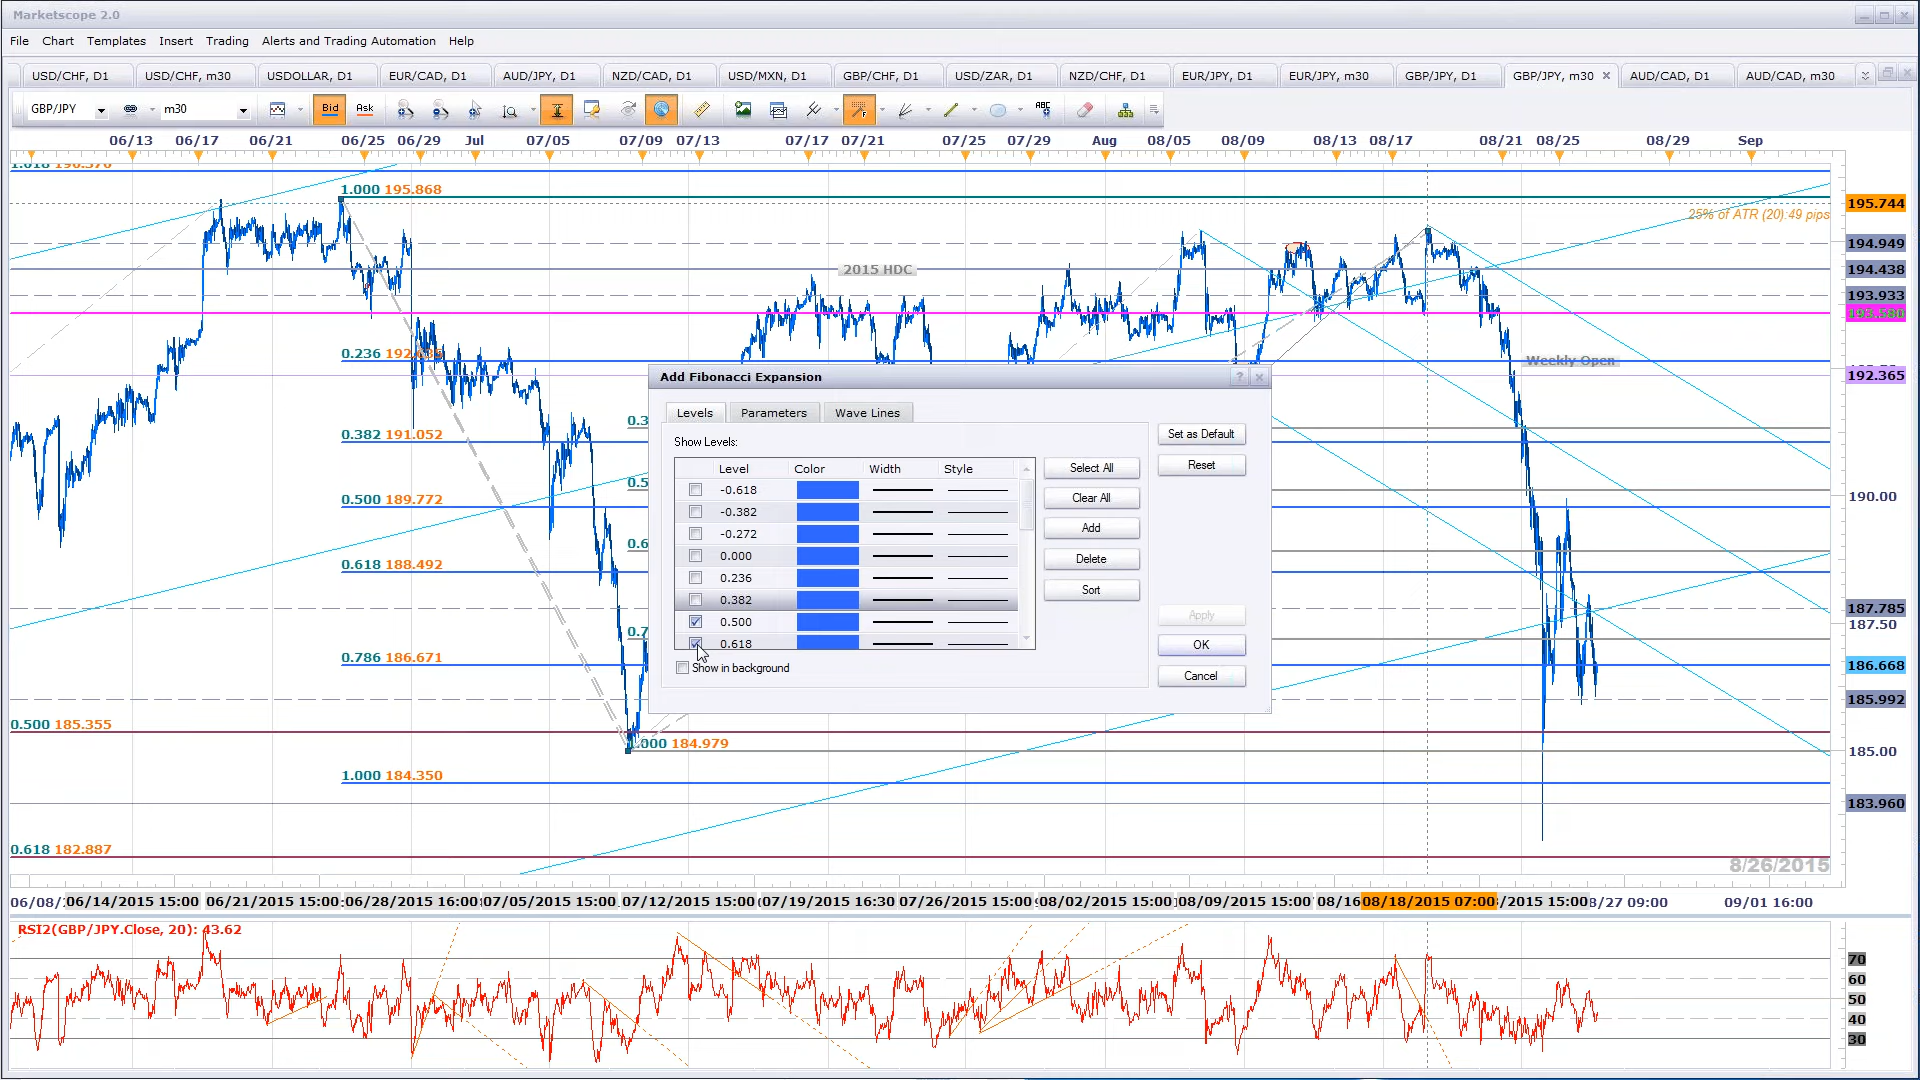 Marketscope 2.0
File Chart Templates Insert Trading Alerts and Trading Automation Help
USD/CHF, D1 USD/CHF, m30 USDOLLAR, D1 EUR/CAD, D1 AUD/JPY, D1 NZD/CAD, D1 USD/MXN, D1 GBP/CHF, D1 USD/ZAR, D1 NZD/CHF, D1 EUR/JPY, D1 EUR/JPY, m30 GBP/JPY, D1 GBP/JPY, m30 AUD/CAD, D1 AUD/CAD, m30
GBP/JPY m30 Bid Ask ABC
06/13 06/17 06/21 06/25 06/29 Jul 07/05 07/09 07/13 07/17 07/21 07/25 07/29 Aug 08/05 08/09 08/13 08/17 08/21 08/25 08/29 Sep
1.000 195.868
195.744
25% of ATR (20):49 pips
194.949
2015 HDC
194.438
193.933
0.236
Weekly Open
192.365
Add Fibonacci Expansion
Levels Parameters Wave Lines
Show Levels:
Level Color Width Style
-0.618
-0.382
-0.272
0.000
0.236
0.382
0.500
0.618
Show in background
Select All
Clear All
Add
Delete
Sort
Set as Default
Reset
Apply
OK
Cancel
0.382 191.052
0.500 189.772
190.00
0.618 188.492
187.785
187.50
0.786 186.671
186.668
185.992
0.500 185.355
000 184.979
185.00
1.000 184.350
183.960
0.618 182.887
8/26/2015
06/08/ 06/14/2015 15:00 06/21/2015 15:00 06/28/2015 16:00 07/05/2015 15:00 07/12/2015 15:00 07/19/2015 16:30 07/26/2015 15:00 08/02/2015 15:00 08/09/2015 15:00 08/16 08/18/2015 07:00 /2015 15:00 8/27 09:00 09/01 16:00
RSI2(GBP/JPY.Close, 20): 43.62
70
60
50
40
30